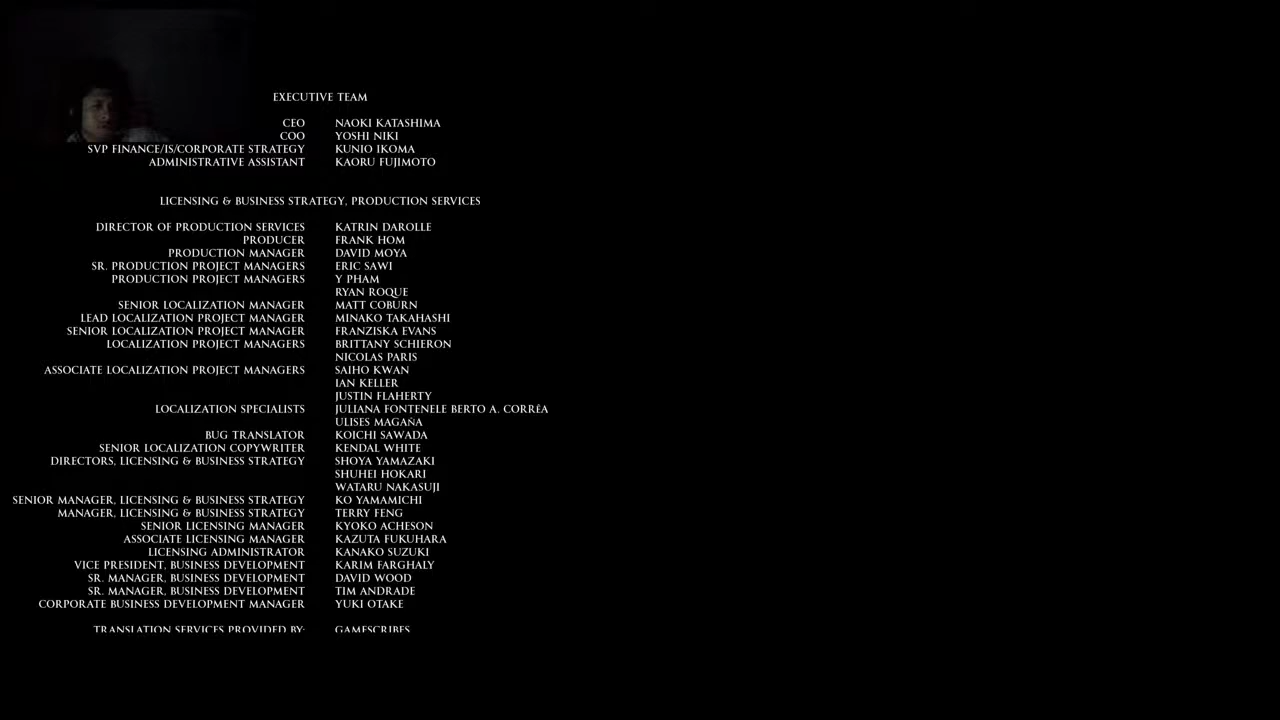 EXECUTIVE TEAM
CEO NAOKI KATASHIMA
COO YOSHI NIKI
SVP FINANCE/IS/CORPORATE STRATEGY KUNIO IKOMA
ADMINISTRATIVE ASSISTANT KAORU FUJIMOTO
LICENSING & BUSINESS STRATEGY, PRODUCTION SERVICES
DIRECTOR OF PRODUCTION SERVICES KATRIN DAROLLE
PRODUCER FRANK HOM
PRODUCTION MANAGER DAVID MOYA
SR. PRODUCTION PROJECT MANAGERS ERIC SAWI
PRODUCTION PROJECT MANAGERS Y PHAM
RYAN ROQUE
SENIOR LOCALIZATION MANAGER MATT COBURN
LEAD LOCALIZATION PROJECT MANAGER MINAKO TAKAHASHI
SENIOR LOCALIZATION PROJECT MANAGER FRANZISKA EVANS
LOCALIZATION PROJECT MANAGERS BRITTANY SCHIERON
NICOLAS PARIS
ASSOCIATE LOCALIZATION PROJECT MANAGERS SAIHO KWAN
IAN KELLER
JUSTIN FLAHERTY
LOCALIZATION SPECIALISTS JULIANA FONTENELE BERTO A. CORRÊA
ULISES MAGAÑA
BUG TRANSLATOR KOICHI SAWADA
SENIOR LOCALIZATION COPYWRITER KENDAL WHITE
DIRECTORS, LICENSING & BUSINESS STRATEGY SHOYA YAMAZAKI
SHUHEI HOKARI
WATARU NAKASUJI
SENIOR MANAGER, LICENSING & BUSINESS STRATEGY KO YAMAMICHI
MANAGER, LICENSING & BUSINESS STRATEGY TERRY FENG
SENIOR LICENSING MANAGER KYOKO ACHESON
ASSOCIATE LICENSING MANAGER KAZUTA FUKUHARA
LICENSING ADMINISTRATOR KANAKO SUZUKI
VICE PRESIDENT, BUSINESS DEVELOPMENT KARIM FARGHALY
SR. MANAGER, BUSINESS DEVELOPMENT DAVID WOOD
SR. MANAGER, BUSINESS DEVELOPMENT TIM ANDRADE
CORPORATE BUSINESS DEVELOPMENT MANAGER YUKI OTAKE
TRANSLATION SERVICES PROVIDED BY: GAMESCRIBES